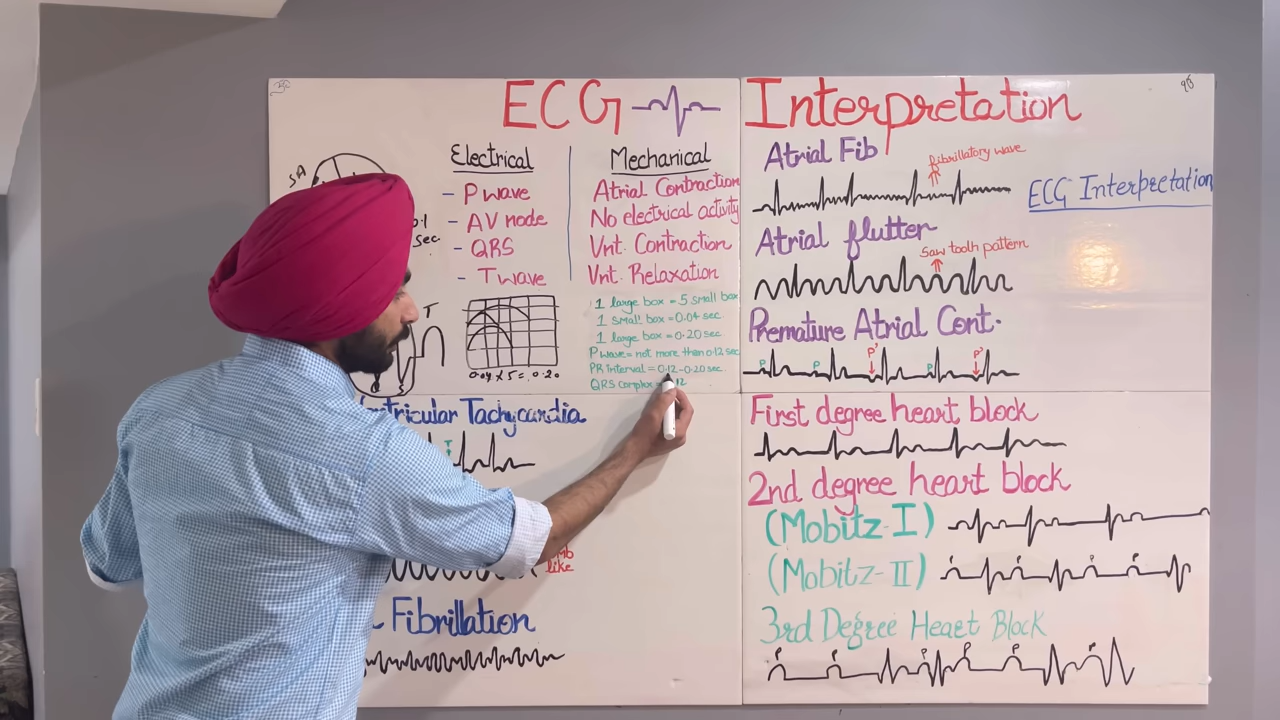 ECG Interpretation
SA
0.1
sec.
T
S
Electrical
- P wave
- AV node
- QRS
- T wave
Mechanical
Atrial Contraction
No electrical activity
Vnt. Contraction
Vnt. Relaxation
0.04 x 5 = 0.20
1 large box = 5 small box
1 small box = 0.04 sec.
1 large box = 0.20 sec
P wave = not more than 0.12 sec
PR interval = 0.12-0.20 sec.
QRS Complex =
tricular Tachycardia
T
like
Fibrillation
Atrial Fib
fibrillatory wave
ECG Interpretation
Atrial flutter
Saw tooth pattern
Premature Atrial Cont.
P P P' P P'
First degree heart block
2nd degree heart block
(Mobitz-I)
(Mobitz-II)
P P P P
3rd Degree Heart Block
P P P P P P